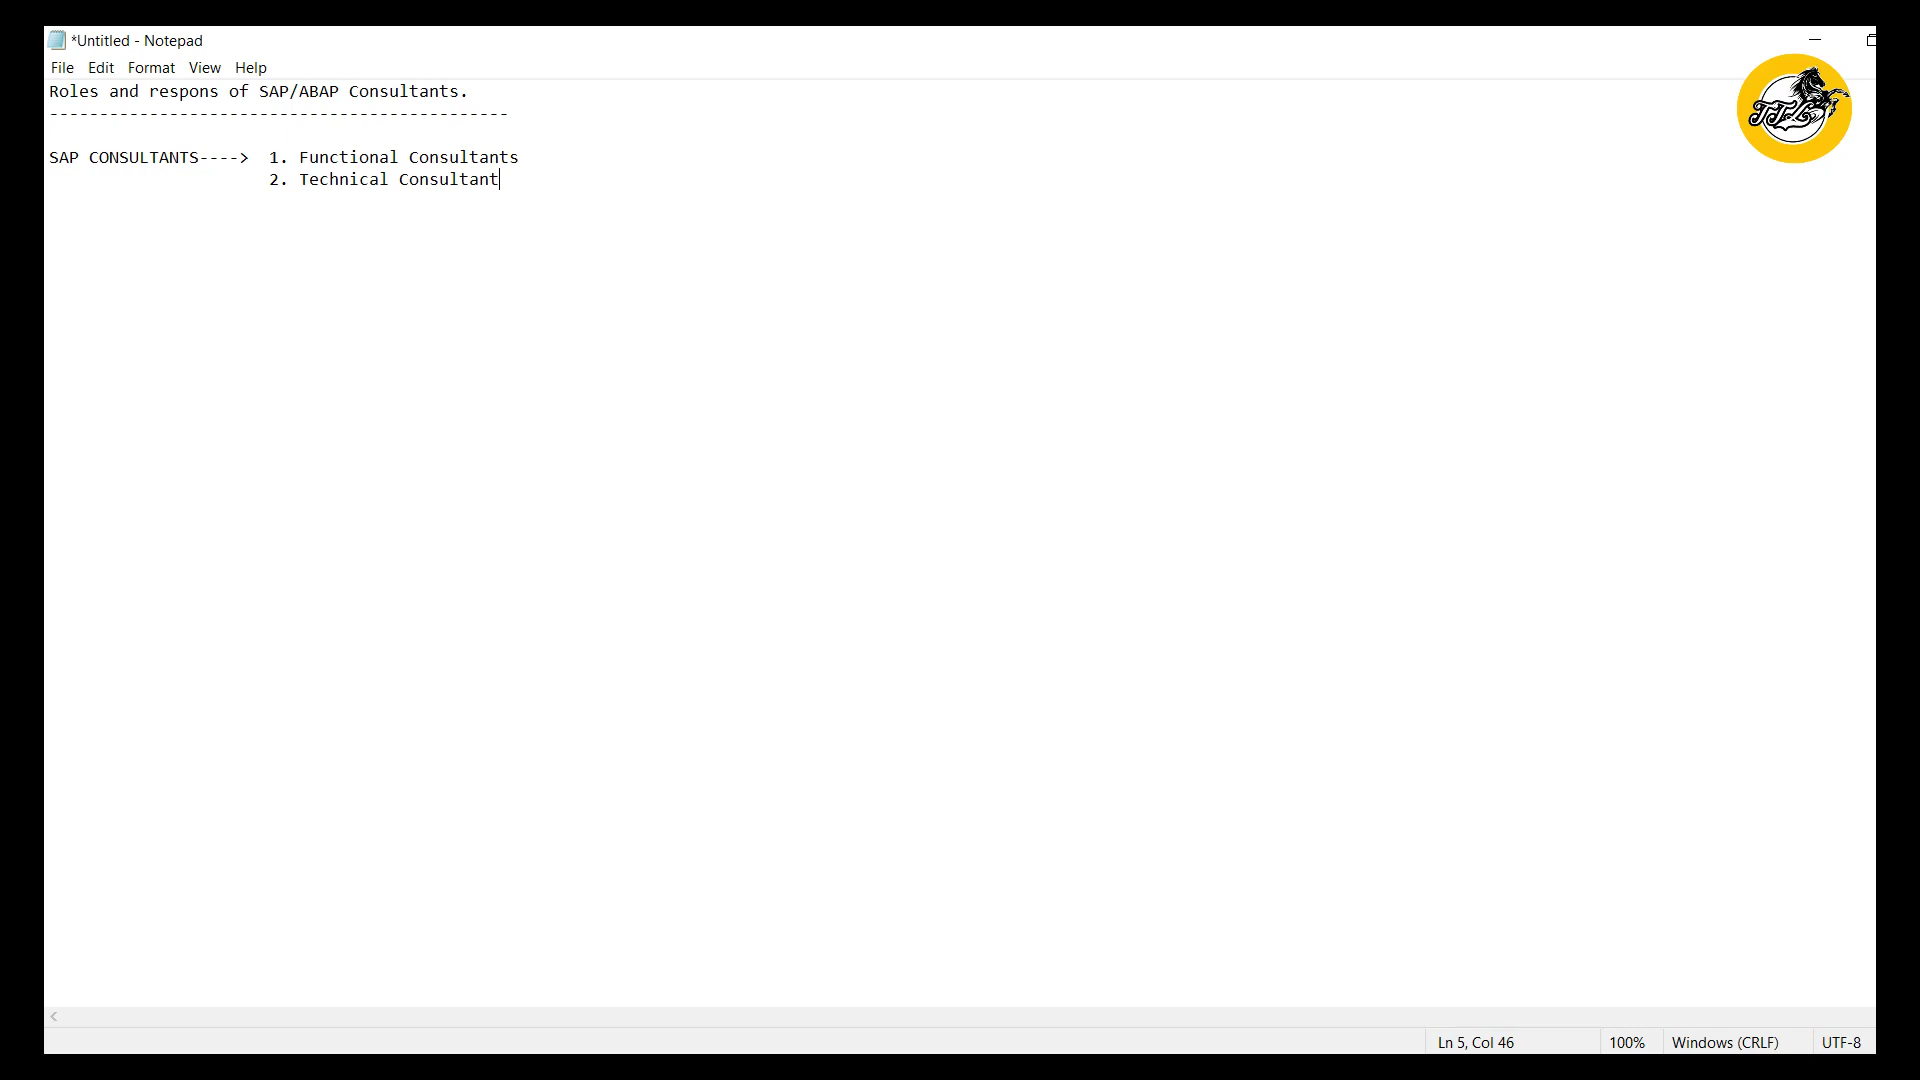 *Untitled - Notepad
File Edit Format View Help
Roles and respons of SAP/ABAP Consultants.
----------------------------------------------
SAP CONSULTANTS----> 1. Functional Consultants
2. Technical Consultant
Ln 5, Col 46 100% Windows (CRLF) UTF-8